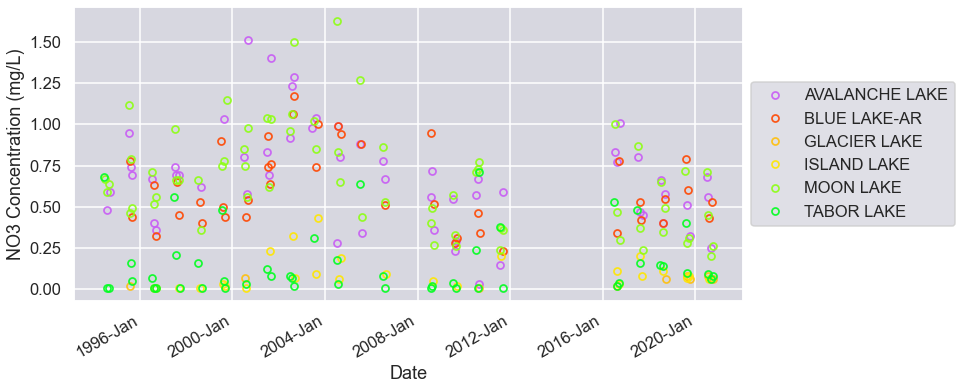 NO3 Concentration (mg/L)
1.50
1.25
1.00
0.75
0.50
0.25
0.00
1996-Jan
2000-Jan
2004-Jan
2008-Jan
2012-Jan
2016-Jan
2020-Jan
Date
AVALANCHE LAKE
BLUE LAKE-AR
GLACIER LAKE
ISLAND LAKE
MOON LAKE
TABOR LAKE